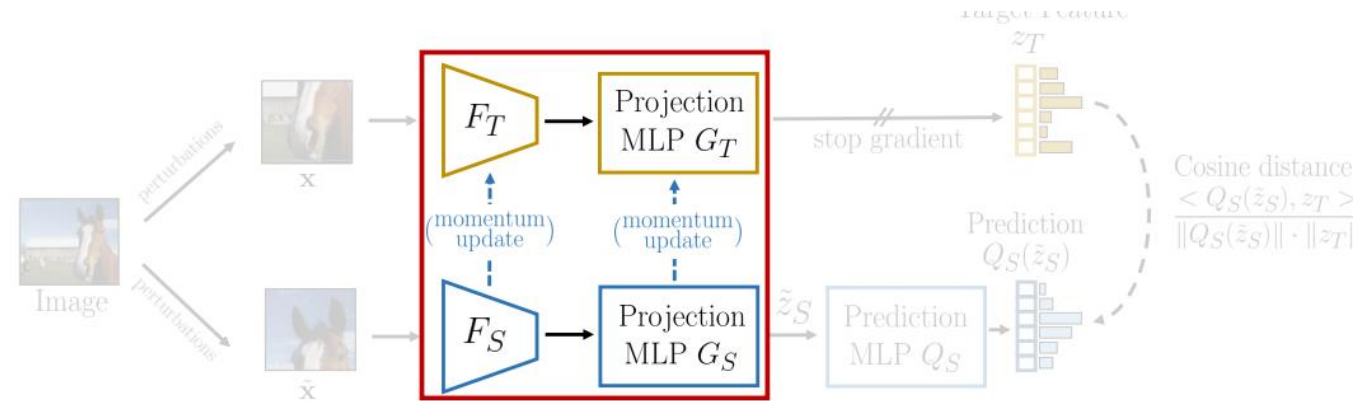 Target Feature
z_T
perturbations
x
F_T
Projection
MLP G_T
stop gradient
Cosine distance
< Q_S(z̃_S), z_T >
‖Q_S(z̃_S)‖ · ‖z_T‖
(momentum
update)
(momentum
update)
Prediction
Q_S(z̃_S)
Image
perturbations
x̃
F_S
Projection
MLP G_S
z̃_S
Prediction
MLP Q_S